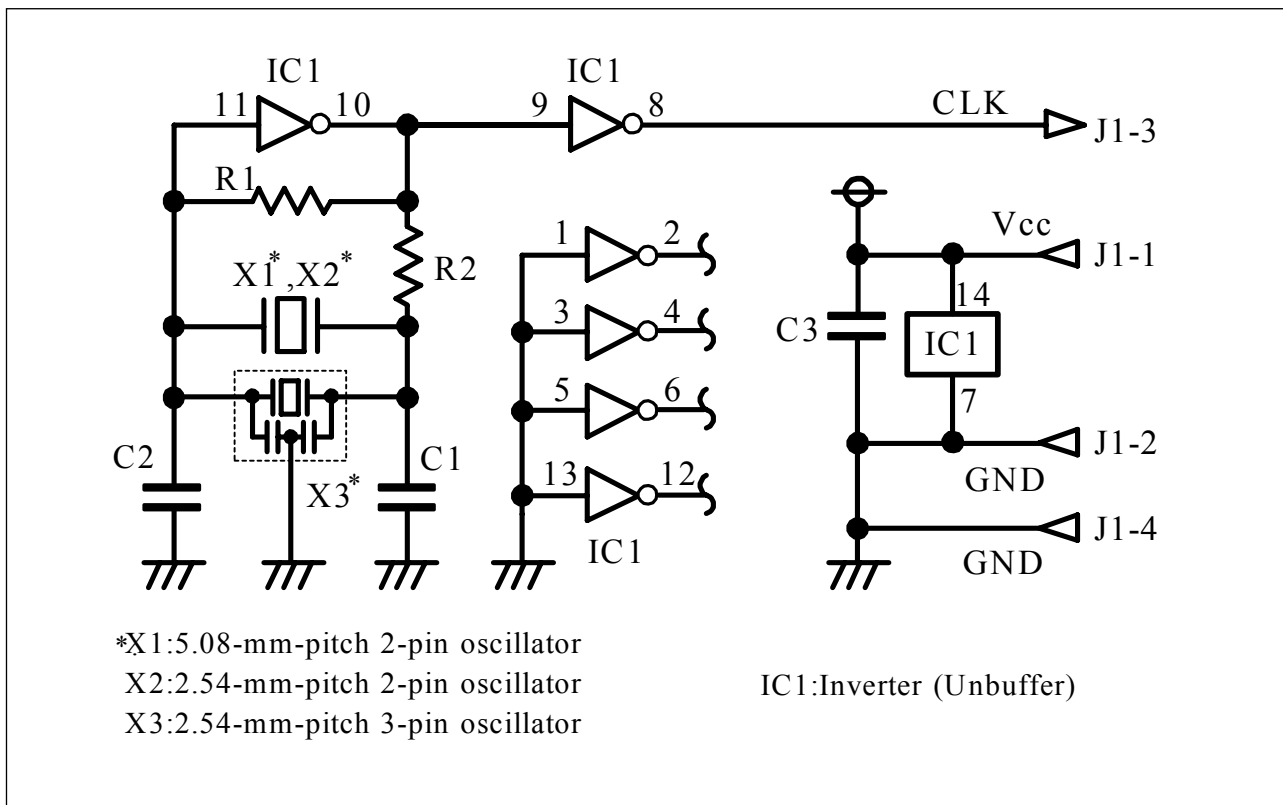 IC1 IC1
11 10 9 8 CLK
J1-3
R1
Vcc
1 2
J1-1
X1*,X2* R2
14
3 4
C3 IC1
5 6
7
C2 C1
J1-2
13 12
X3* GND
J1-4
IC1
GND
*X1:5.08-mm-pitch 2-pin oscillator
X2:2.54-mm-pitch 2-pin oscillator
IC1:Inverter (Unbuffer)
X3:2.54-mm-pitch 3-pin oscillator